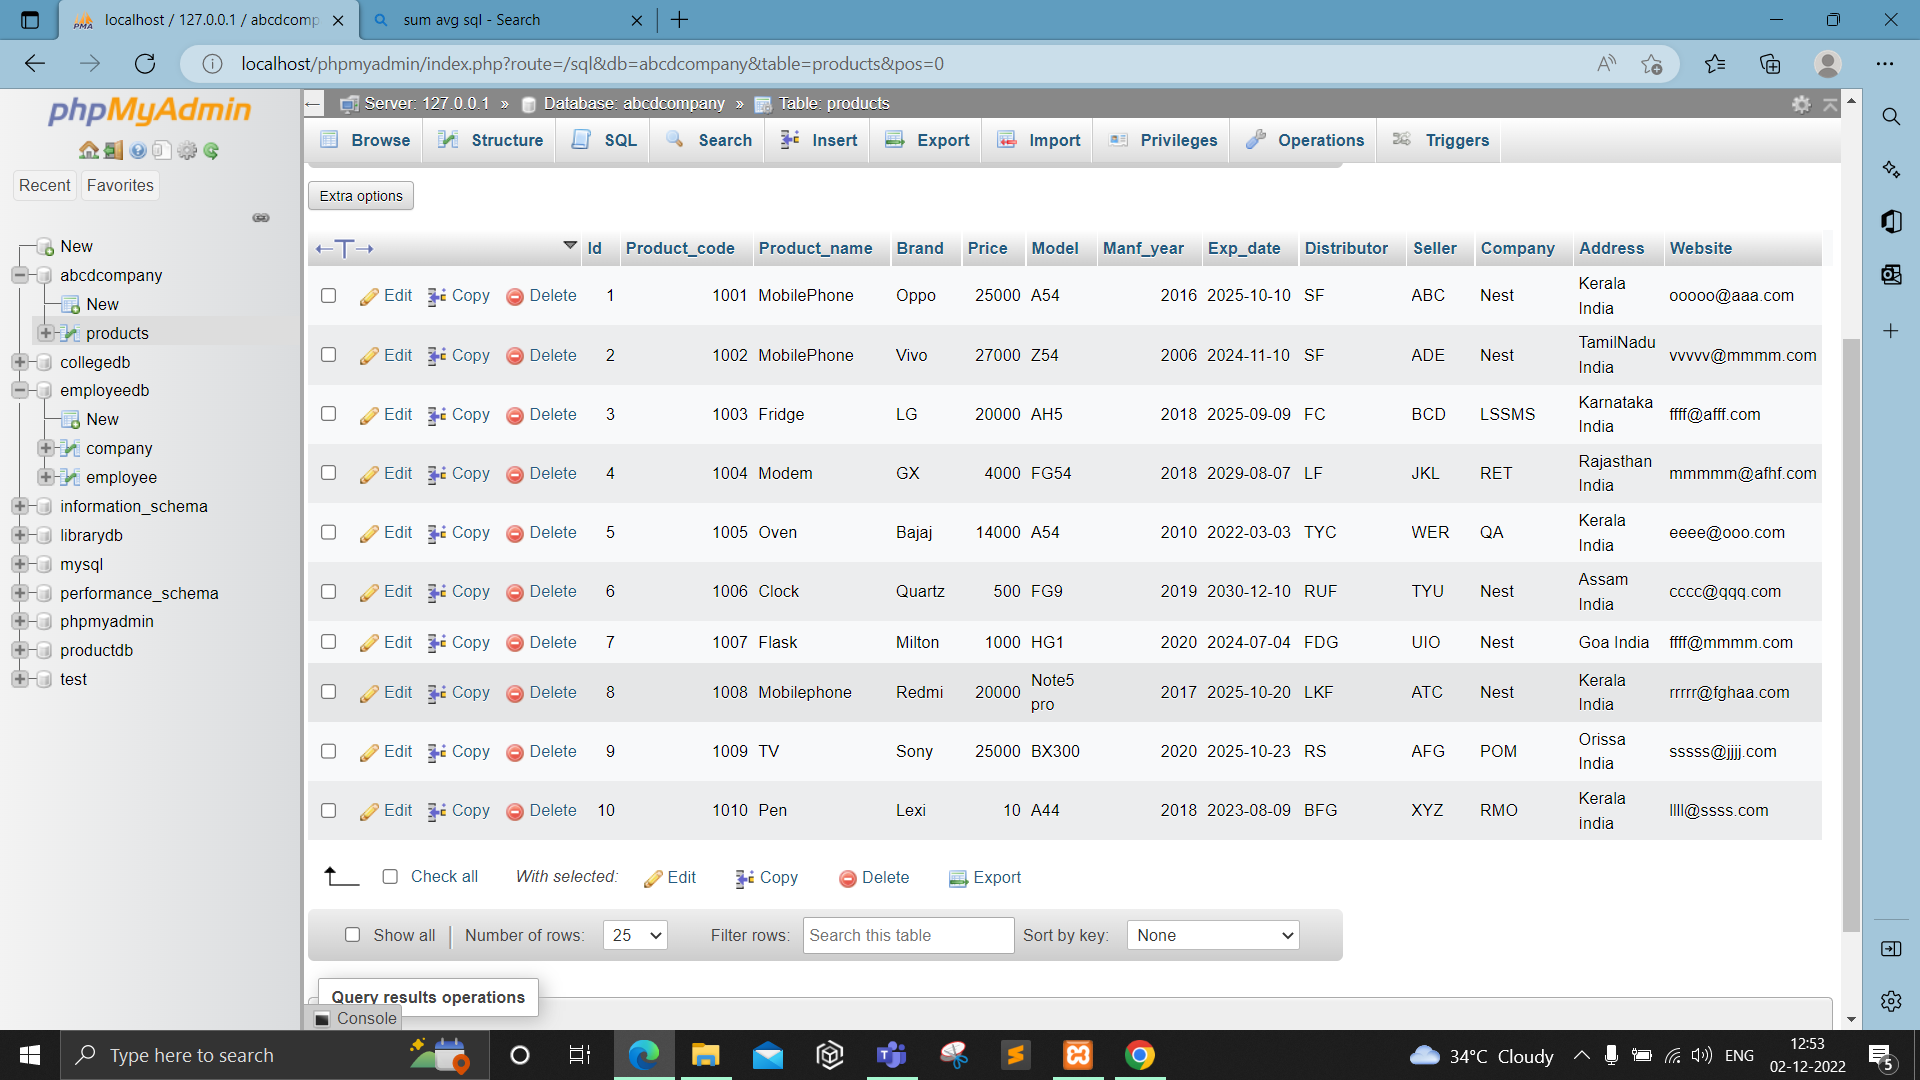 localhost / 127.0.0.1 / abcdcomp
sum avg sql - Search
localhost/phpmyadmin/index.php?route=/sql&db=abcdcompany&table=products&pos=0
phpMyAdmin
Recent Favorites
New
abcdcompany
New
products
collegedb
employeedb
New
company
employee
information_schema
librarydb
mysql
performance_schema
phpmyadmin
productdb
test
Server: 127.0.0.1 » Database: abcdcompany » Table: products
Browse Structure SQL Search Insert Export Import Privileges Operations Triggers
Extra options
←T→ Id Product_code Product_name Brand Price Model Manf_year Exp_date Distributor Seller Company Address Website
Edit Copy Delete 1 1001 MobilePhone Oppo 25000 A54 2016 2025-10-10 SF ABC Nest Kerala India ooooo@aaa.com
Edit Copy Delete 2 1002 MobilePhone Vivo 27000 Z54 2006 2024-11-10 SF ADE Nest TamilNadu India vvvvv@mmmm.com
Edit Copy Delete 3 1003 Fridge LG 20000 AH5 2018 2025-09-09 FC BCD LSSMS Karnataka India ffff@afff.com
Edit Copy Delete 4 1004 Modem GX 4000 FG54 2018 2029-08-07 LF JKL RET Rajasthan India mmmmm@afhf.com
Edit Copy Delete 5 1005 Oven Bajaj 14000 A54 2010 2022-03-03 TYC WER QA Kerala India eeee@ooo.com
Edit Copy Delete 6 1006 Clock Quartz 500 FG9 2019 2030-12-10 RUF TYU Nest Assam India cccc@qqq.com
Edit Copy Delete 7 1007 Flask Milton 1000 HG1 2020 2024-07-04 FDG UIO Nest Goa India ffff@mmmm.com
Edit Copy Delete 8 1008 Mobilephone Redmi 20000 Note5 pro 2017 2025-10-20 LKF ATC Nest Kerala India rrrrr@fghaa.com
Edit Copy Delete 9 1009 TV Sony 25000 BX300 2020 2025-10-23 RS AFG POM Orissa India sssss@jjjj.com
Edit Copy Delete 10 1010 Pen Lexi 10 A44 2018 2023-08-09 BFG XYZ RMO Kerala india llll@ssss.com
Check all With selected: Edit Copy Delete Export
Show all Number of rows: 25 Filter rows: Search this table Sort by key: None
Query results operations
Console
Type here to search
34°C Cloudy
ENG
12:53
02-12-2022
5